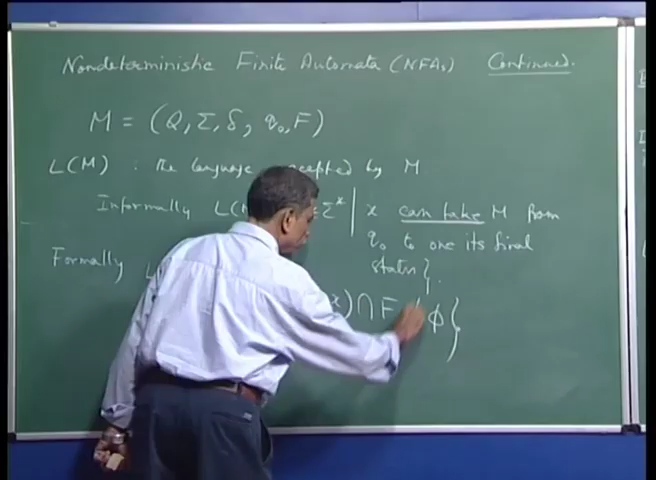 Nondeterministic Finite Automata (NFAs) Continued.
M = (Q, Σ, δ, q₀, F)
L(M) : the language accepted by M
Informally L( Σ* | x can take M from
q₀ to one its final
states }.
Formally L
x) ∩ F ϕ }